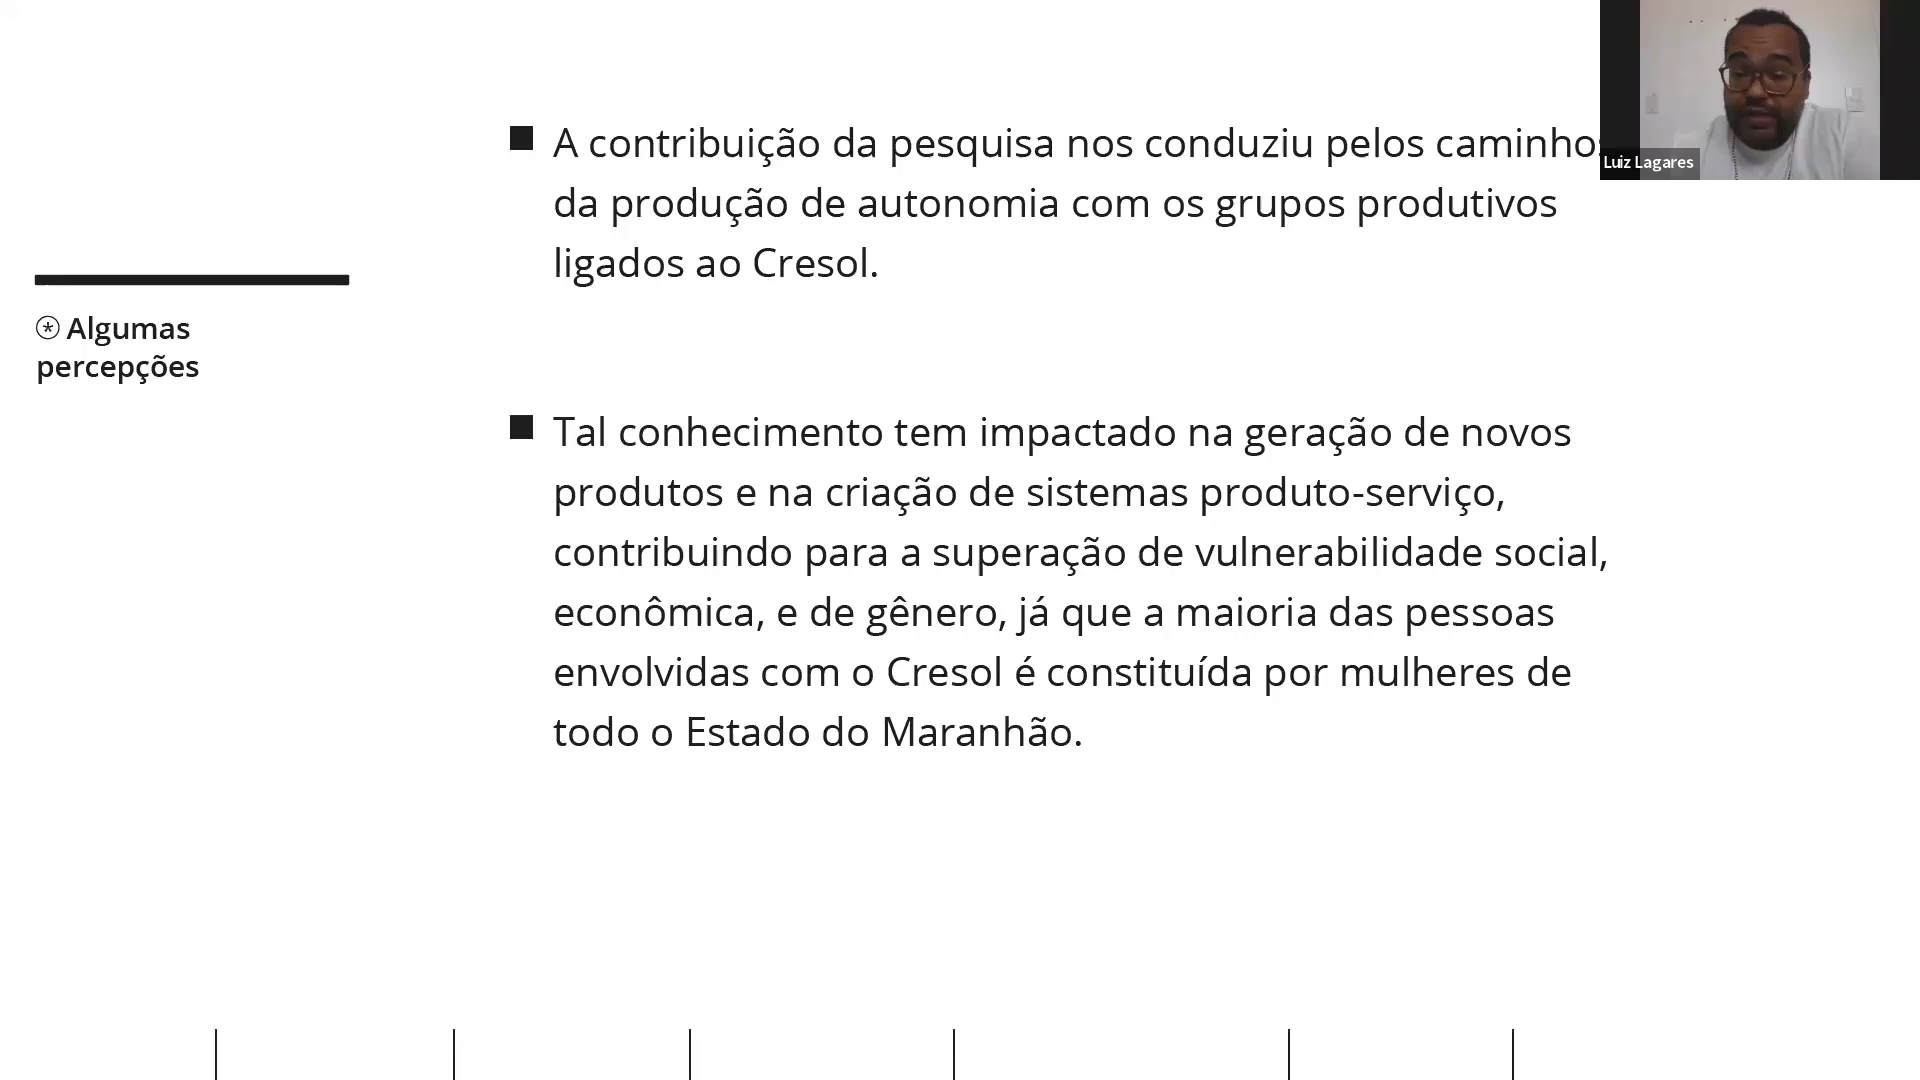 A contribuição da pesquisa nos conduziu pelos caminhos
da produção de autonomia com os grupos produtivos
ligados ao Cresol.
Luiz Lagares
Algumas
percepções
Tal conhecimento tem impactado na geração de novos
produtos e na criação de sistemas produto-serviço,
contribuindo para a superação de vulnerabilidade social,
econômica, e de gênero, já que a maioria das pessoas
envolvidas com o Cresol é constituída por mulheres de
todo o Estado do Maranhão.